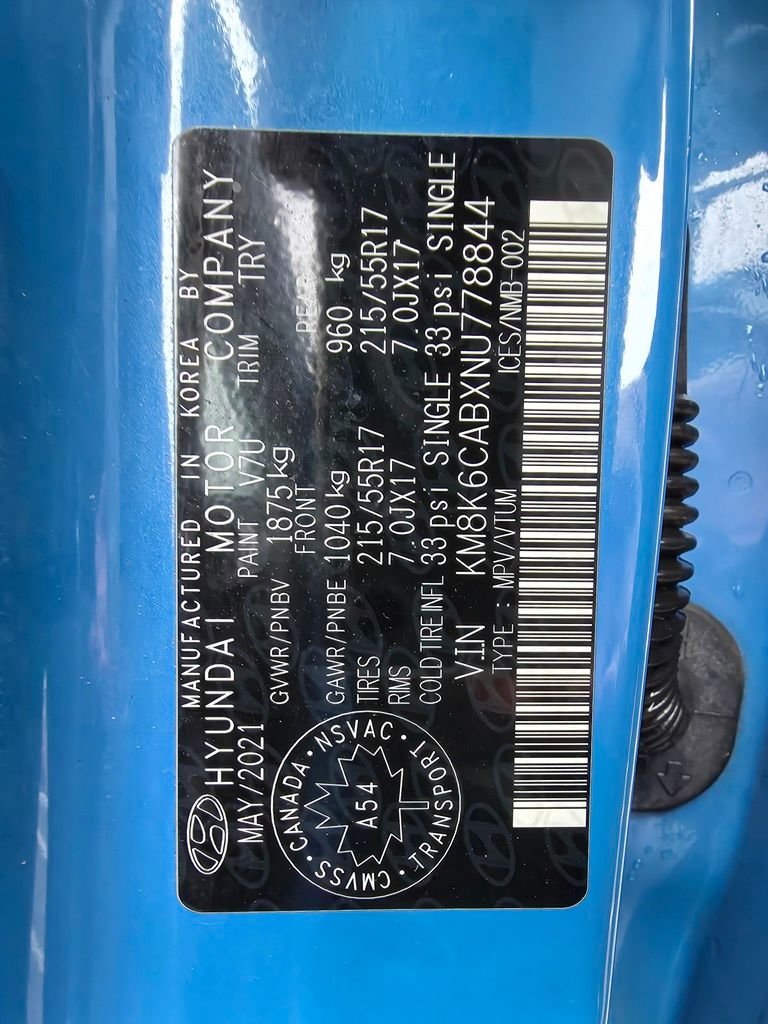 MANUFACTURED IN KOREA BY
HYUNDAI MOTOR COMPANY
MAY/2021 PAINT V7U TRIM TRY
GVWR/PNBV 1875kg
FRONT REAR
GAWR/PNBE 1040kg 960 kg
TIRES 215/55R17 215/55R17
RIMS 7.0JX17 7.0JX17
COLD TIRE INFL 33 psi SINGLE 33 psi SINGLE
V.IN KM8K6CABXNU778844
TYPE : MPV/VTUM ICES/NMB-002
CANADA · NSVAC · TRANSPORT · CMVSS ·
A54